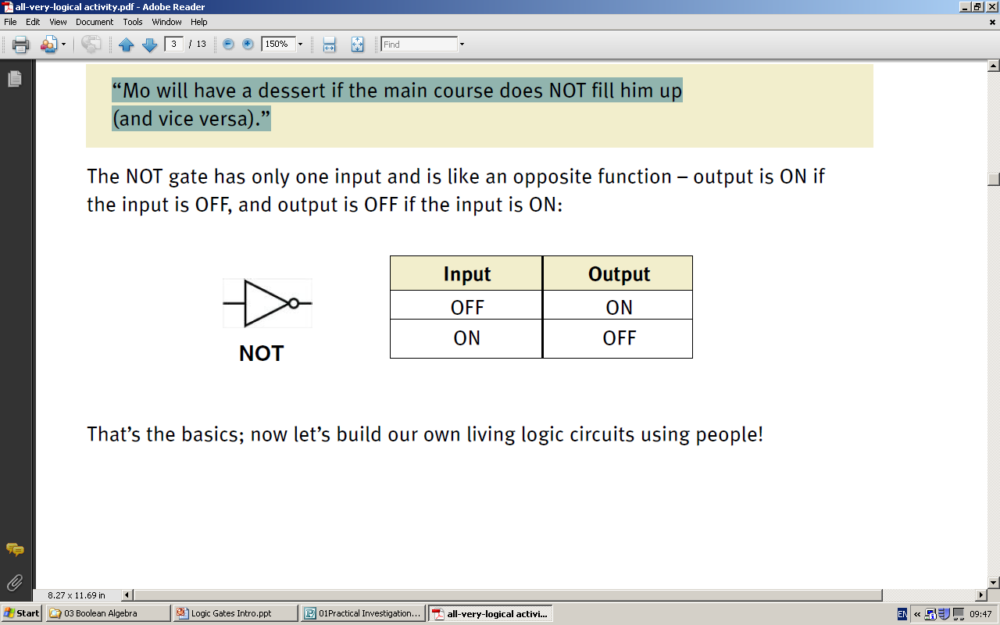 all-very-logical activity.pdf - Adobe Reader
File Edit View Document Tools Window Help
3 / 13 150% Find
“Mo will have a dessert if the main course does NOT fill him up
(and vice versa).”
The NOT gate has only one input and is like an opposite function – output is ON if
the input is OFF, and output is OFF if the input is ON:
Input Output
OFF ON
ON OFF
NOT
That’s the basics; now let’s build our own living logic circuits using people!
8.27 x 11.69 in
Start 03 Boolean Algebra Logic Gates Intro.ppt 01Practical Investigation... all-very-logical activi... EN « 09:47